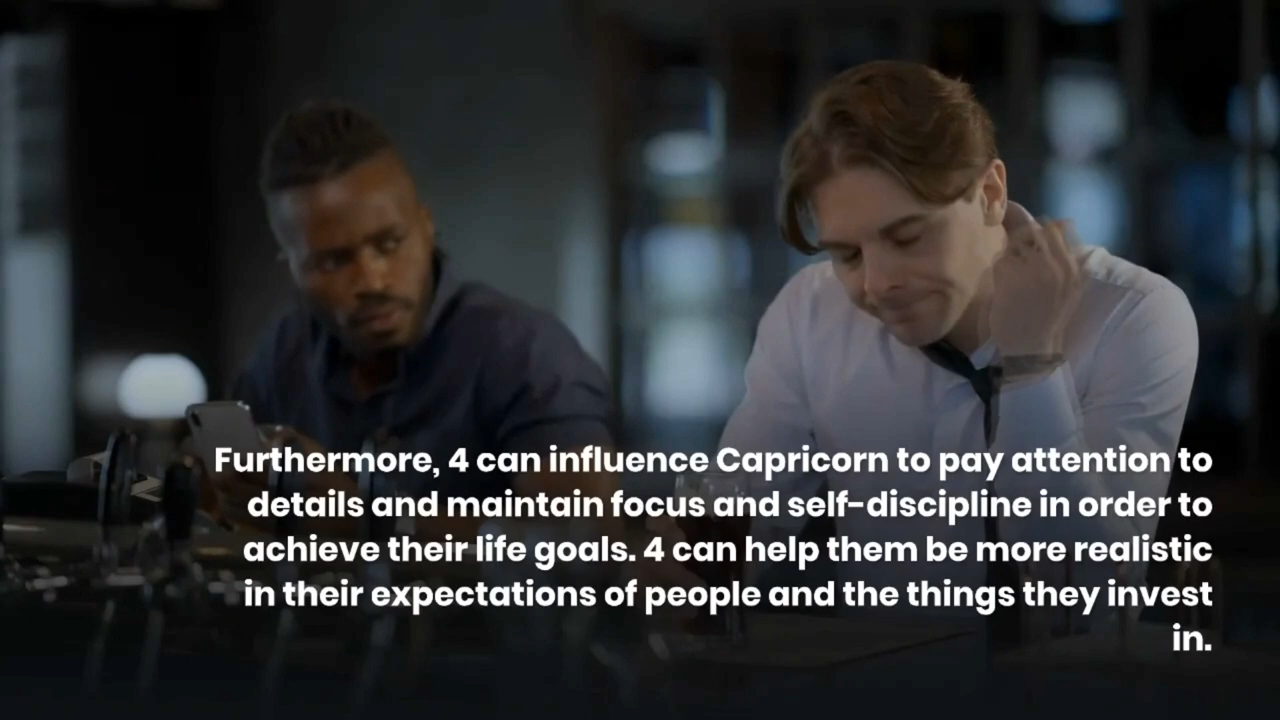 Furthermore, 4 can influence Capricorn to pay attention to
details and maintain focus and self-discipline in order to
achieve their life goals. 4 can help them be more realistic
in their expectations of people and the things they invest
in.